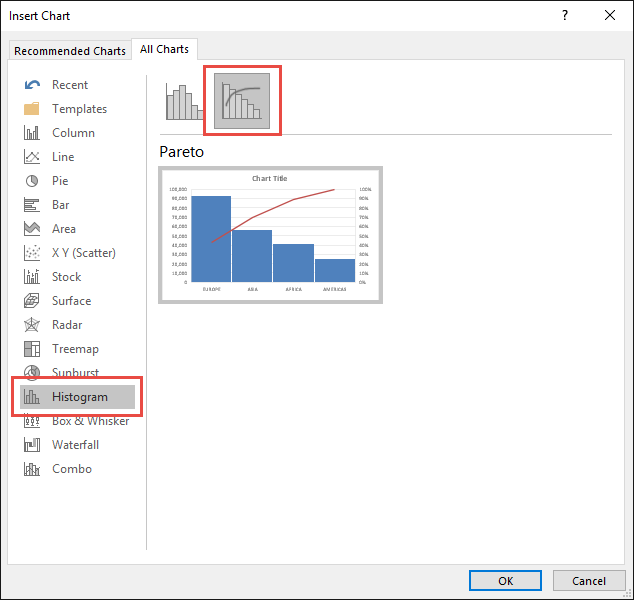 Insert Chart
?
Recommended Charts
All Charts
Recent
Templates
Column
Line
Pie
Bar
Area
X Y (Scatter)
Stock
Surface
Radar
Treemap
Sunburst
Histogram
Box & Whisker
Waterfall
Combo
Pareto
Chart Title
100,000 100%
90,000 90%
80,000 80%
70,000 70%
60,000 60%
50,000 50%
40,000 40%
30,000 30%
20,000 20%
10,000 10%
0 0%
EUROPE ASIA AFRICA AMERICAS
OK Cancel